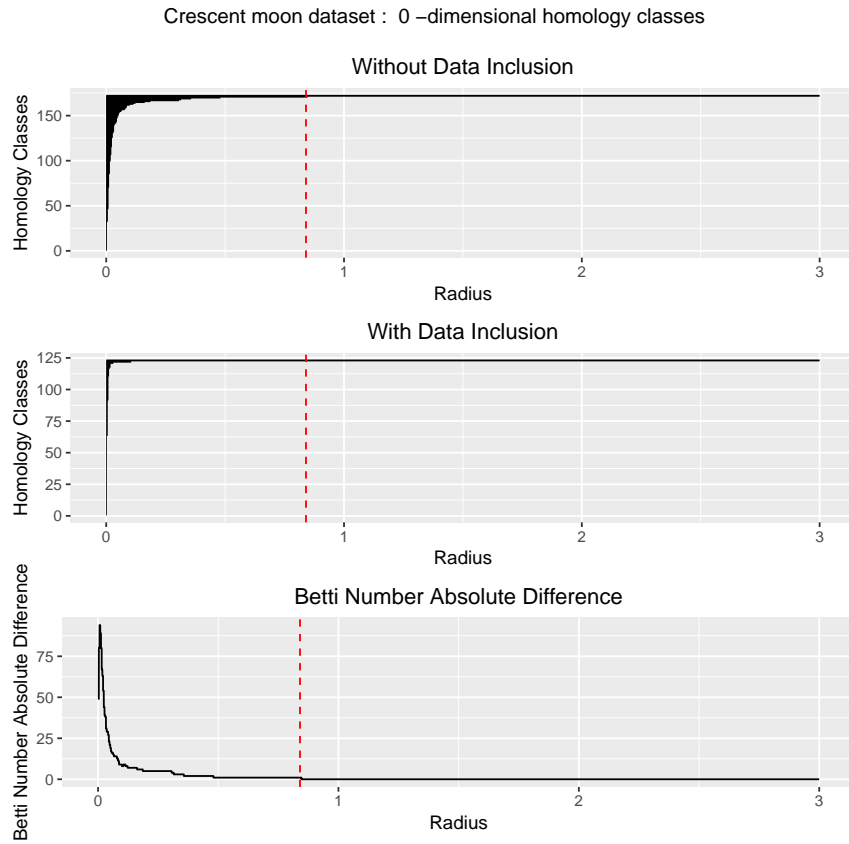 Crescent moon dataset :  0 −dimensional homology classes
Without Data Inclusion
Homology Classes
150
100
50
0
0 1 2 3
Radius
With Data Inclusion
Homology Classes
125
100
75
50
25
0
0 1 2 3
Radius
Betti Number Absolute Difference
Betti Number Absolute Difference
75
50
25
0
0 1 2 3
Radius